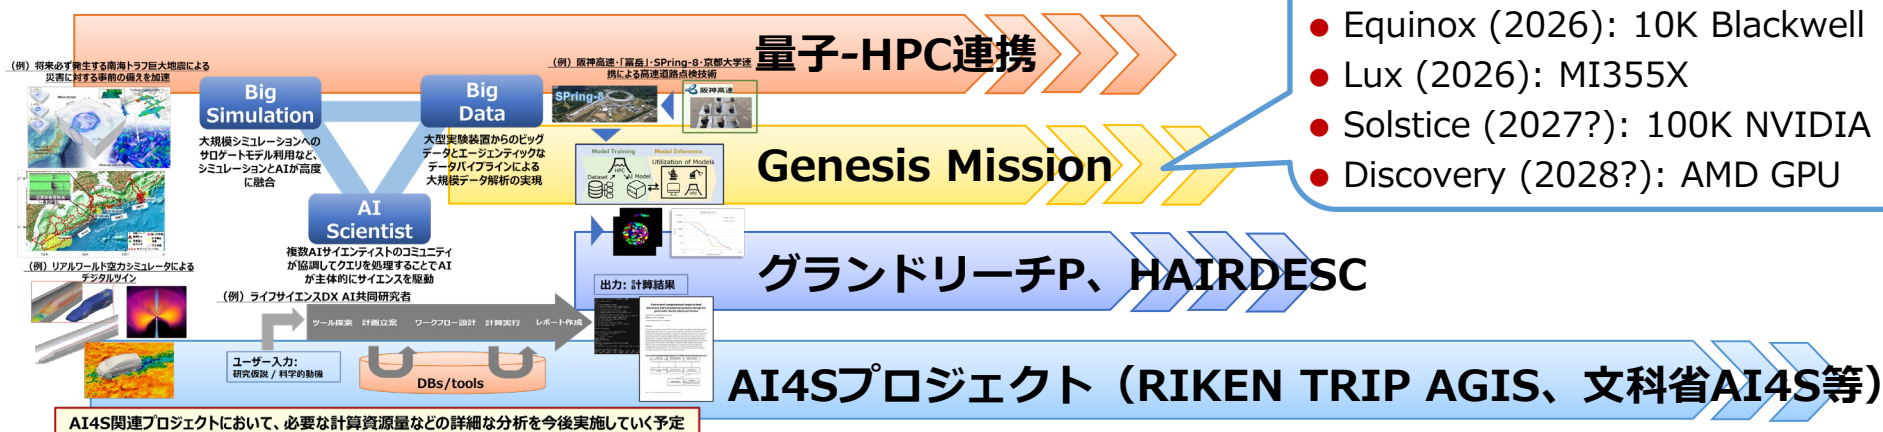 量子-HPC連携
● Equinox (2026): 10K Blackwell
● Lux (2026): MI355X
● Solstice (2027?): 100K NVIDIA
● Discovery (2028?): AMD GPU
（例）将来必ず発生する南海トラフ巨大地震による
災害に対する事前の備えを加速
Big
Simulation
大規模シミュレーションへの
サロゲートモデル利用など、
シミュレーションとAIが高度
に融合
Big
Data
大型実験装置からのビッグ
データとエージェンティックな
データパイプラインによる
大規模データ解析の実現
（例）阪神高速・「富岳」・SPring-8・京都大学連
携による高速道路点検技術
SPring-8
阪神高速
Model Training
Model Inference
Utilization of Models
HPC
Dataset
AI Model
HPC
Genesis Mission
AI
Scientist
複数AIサイエンティストのコミュニティ
が協調してクエリを処理することでAI
が主体的にサイエンスを駆動
グランドリーチP、HAIRDESC
（例）リアルワールド空力シミュレータによる
デジタルツイン
（例）ライフサイエンスDX AI共同研究者
ツール探索
計画立案
ワークフロー設計
計算実行
レポート作成
出力: 計算結果
ユーザー入力:
研究仮説 / 科学的動機
DBs/tools
AI4Sプロジェクト（RIKEN TRIP AGIS、文科省AI4S等）
AI4S関連プロジェクトにおいて、必要な計算資源量などの詳細な分析を今後実施していく予定